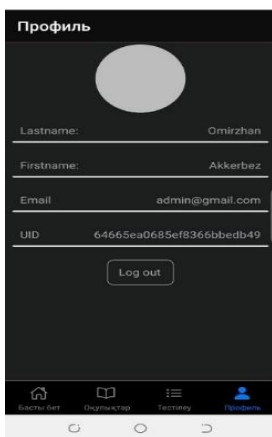 Профиль
Lastname: Omirzhan
Firstname: Akkerbez
Email admin@gmail.com
UID 64665ea0685ef8366bbedb49
Log out
Басты бет Оқулықтар Тестілеу Профиль